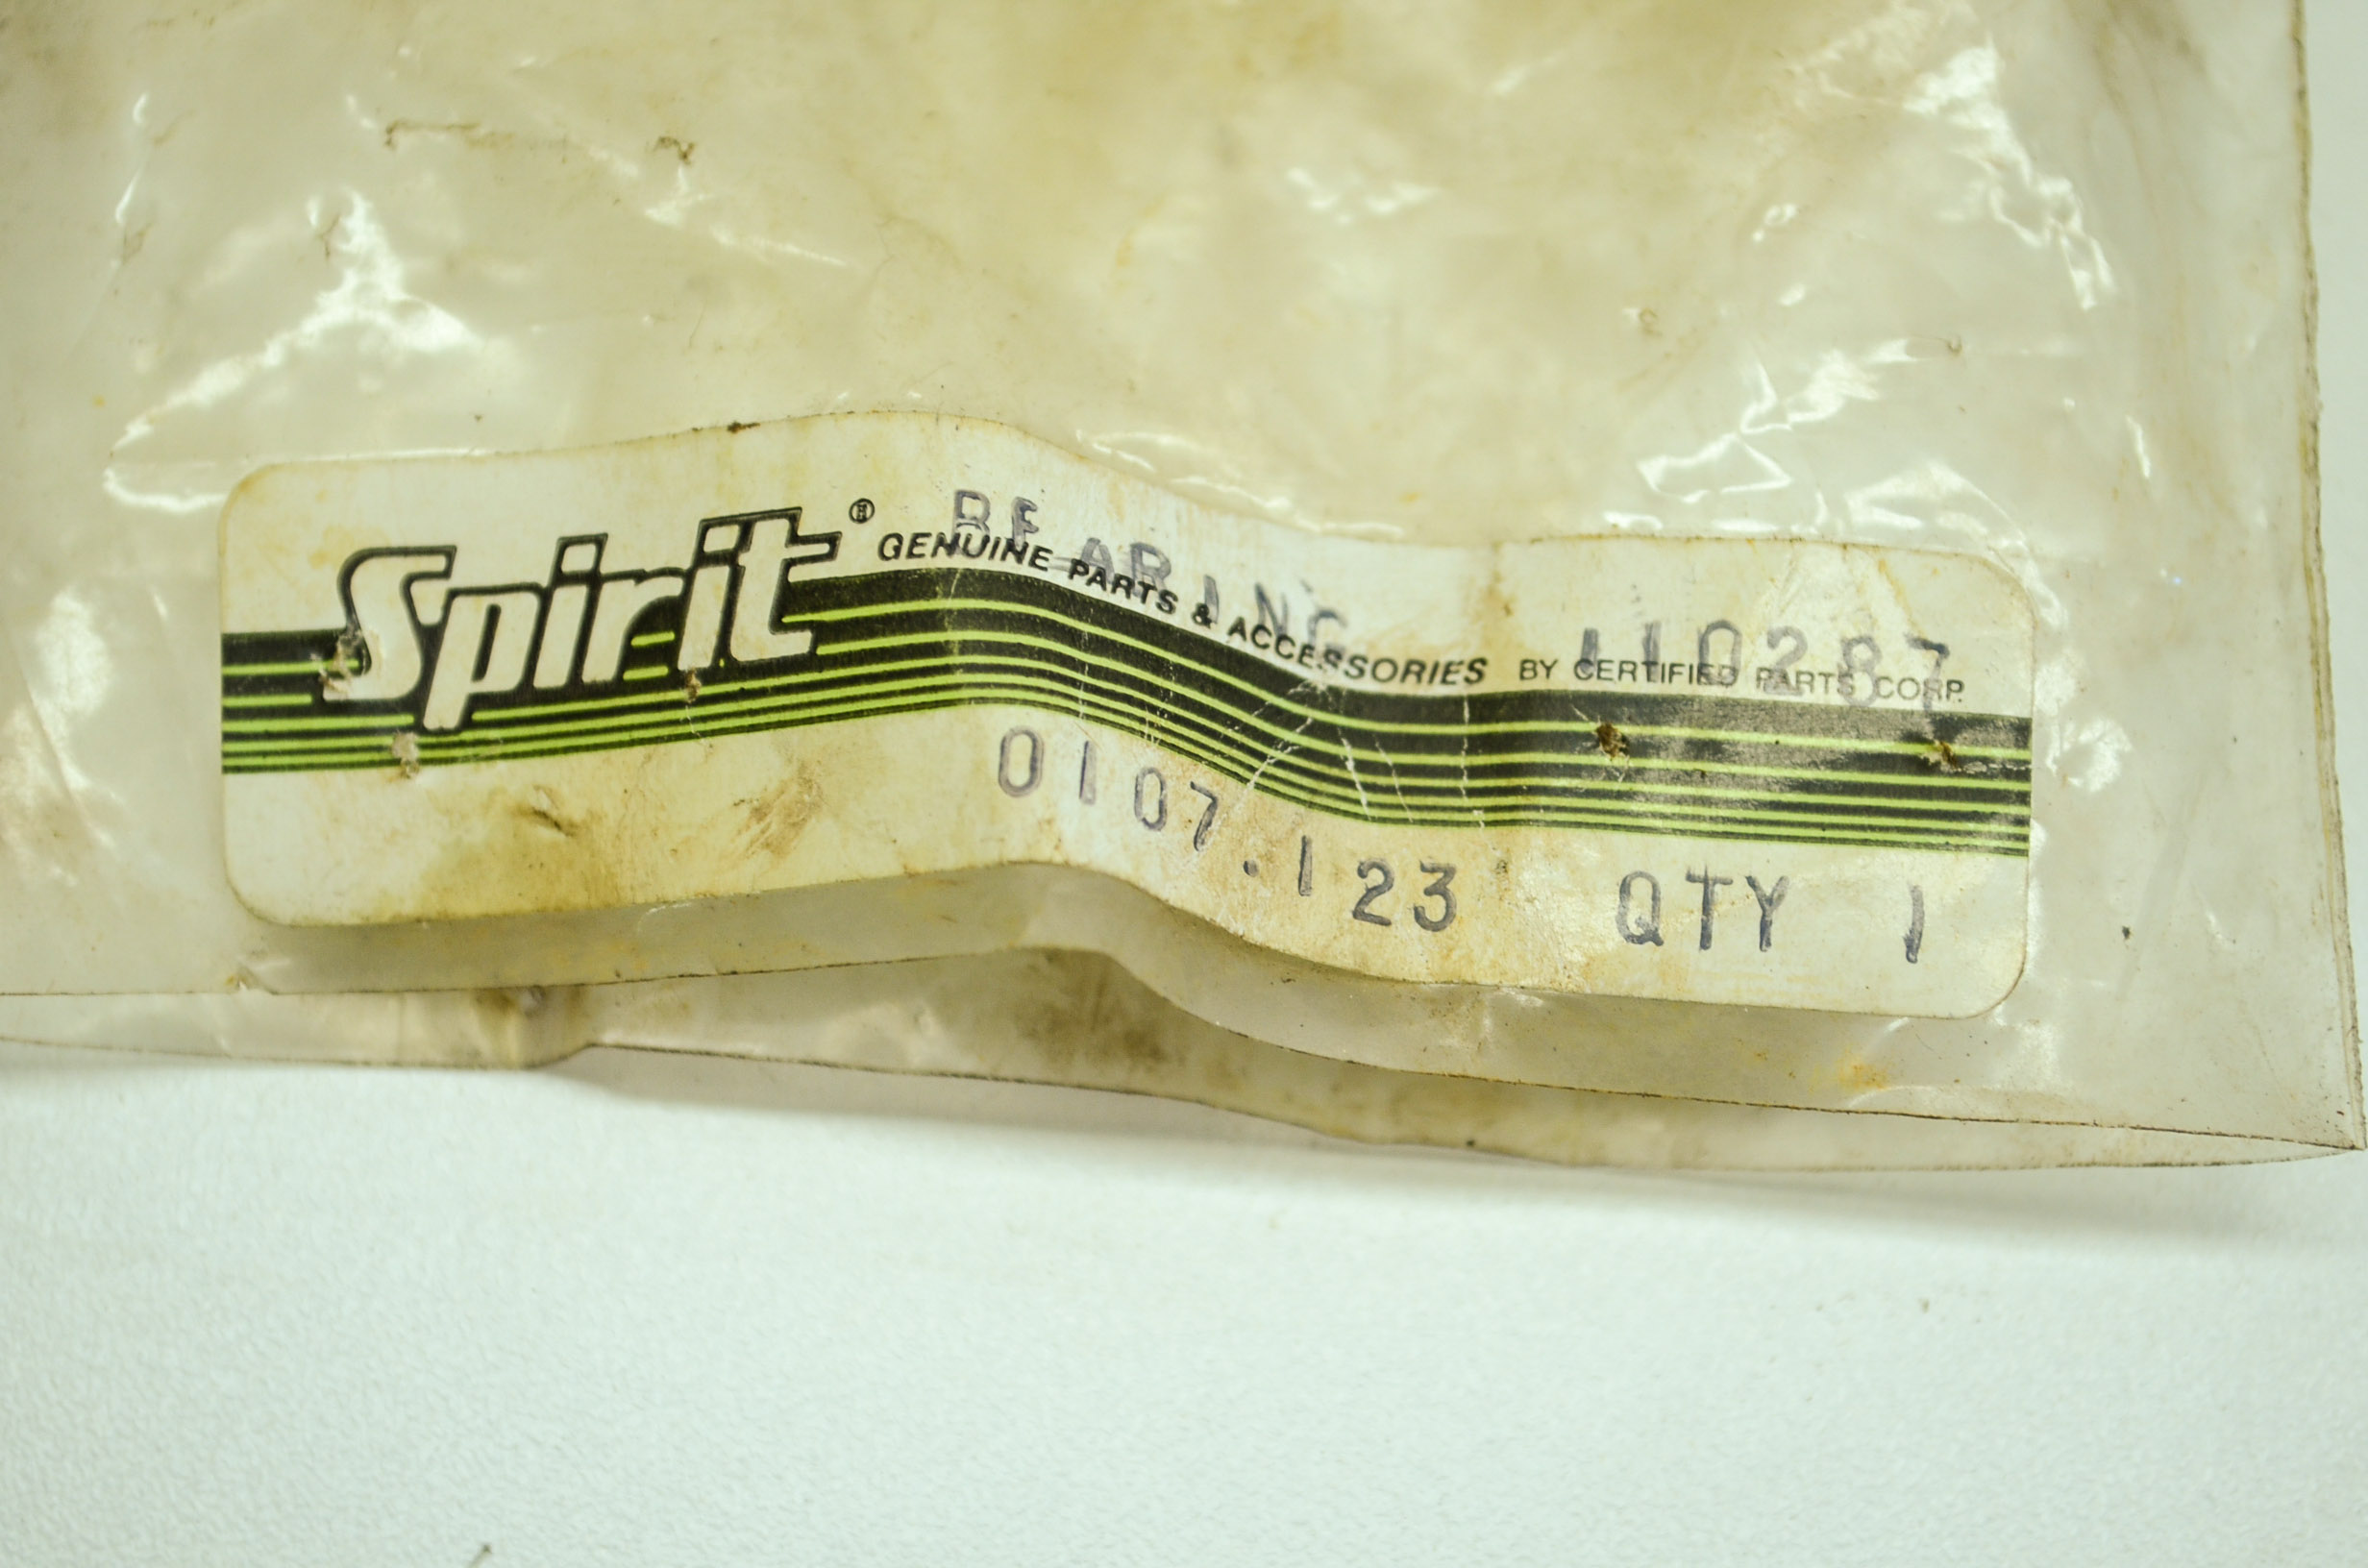 BEARING 110287
Spirit® GENUINE PARTS & ACCESSORIES BY CERTIFIED PARTS CORP.
0107.123 QTY 1